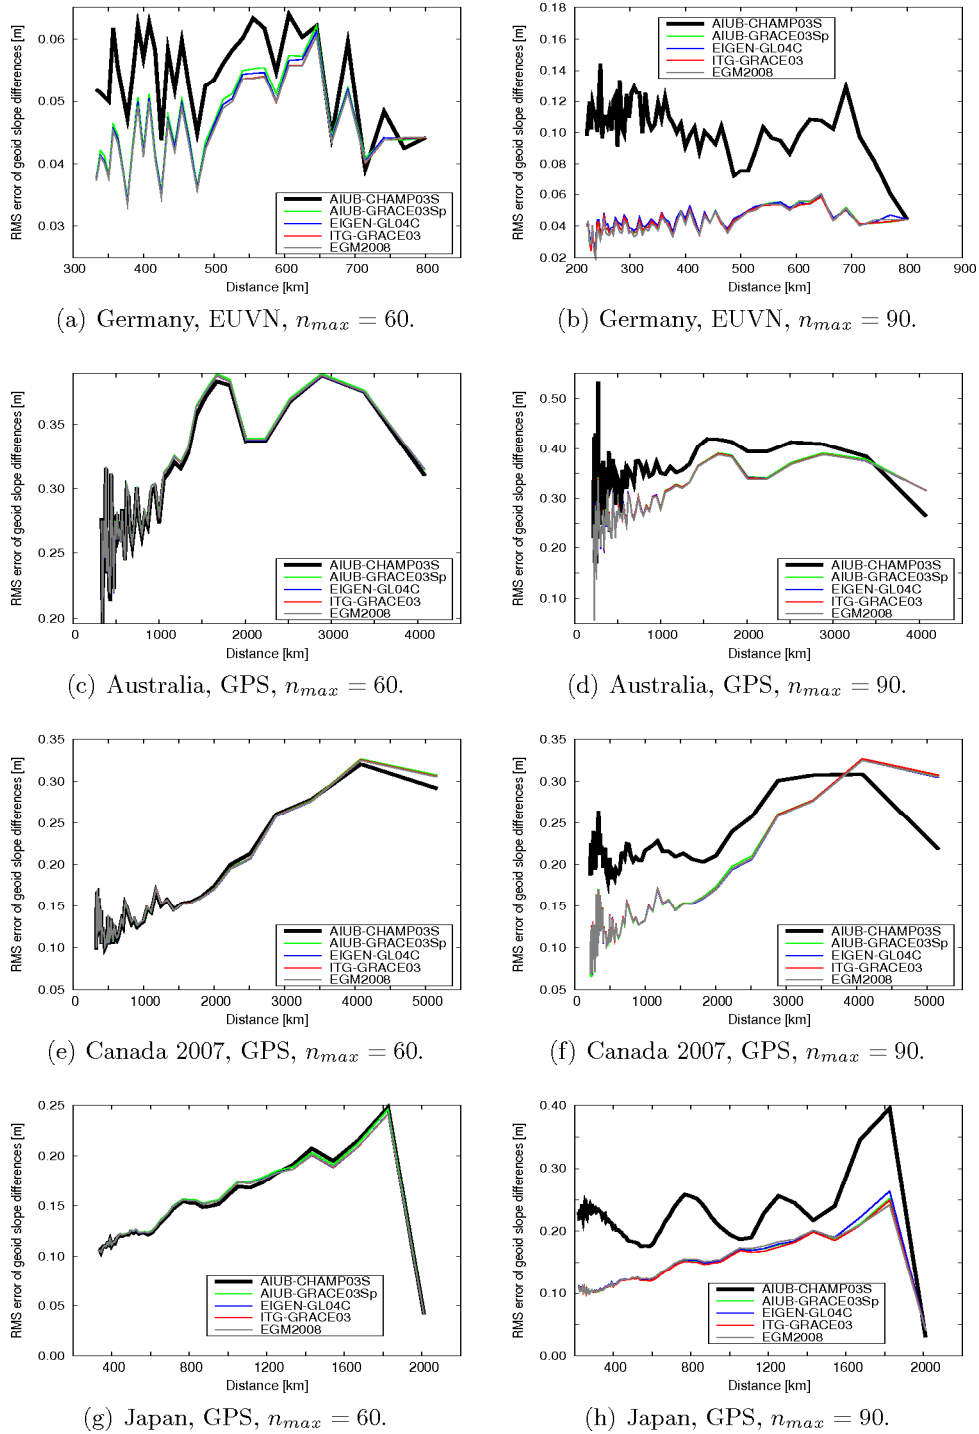 RMS error of geoid slope differences [m]
0.06
0.05
0.04
0.03
AIUB-CHAMP03S
AIUB-GRACE03Sp
EIGEN-GL04C
ITG-GRACE03
EGM2008
300 400 500 600 700 800 900
Distance [km]
(a) Germany, EUVN, nmax = 60.
RMS error of geoid slope differences [m]
0.18
0.16
0.14
0.12
0.10
0.08
0.06
0.04
0.02
AIUB-CHAMP03S
AIUB-GRACE03Sp
EIGEN-GL04C
ITG-GRACE03
EGM2008
200 300 400 500 600 700 800 900
Distance [km]
(b) Germany, EUVN, nmax = 90.
RMS error of geoid slope differences [m]
0.35
0.30
0.25
0.20
AIUB-CHAMP03S
AIUB-GRACE03Sp
EIGEN-GL04C
ITG-GRACE03
EGM2008
0 1000 2000 3000 4000
Distance [km]
(c) Australia, GPS, nmax = 60.
RMS error of geoid slope differences [m]
0.50
0.40
0.30
0.20
0.10
AIUB-CHAMP03S
AIUB-GRACE03Sp
EIGEN-GL04C
ITG-GRACE03
EGM2008
0 1000 2000 3000 4000
Distance [km]
(d) Australia, GPS, nmax = 90.
RMS error of geoid slope differences [m]
0.35
0.30
0.25
0.20
0.15
0.10
0.05
AIUB-CHAMP03S
AIUB-GRACE03Sp
EIGEN-GL04C
ITG-GRACE03
EGM2008
0 1000 2000 3000 4000 5000
Distance [km]
(e) Canada 2007, GPS, nmax = 60.
RMS error of geoid slope differences [m]
0.35
0.30
0.25
0.20
0.15
0.10
0.05
AIUB-CHAMP03S
AIUB-GRACE03Sp
EIGEN-GL04C
ITG-GRACE03
EGM2008
0 1000 2000 3000 4000 5000
Distance [km]
(f) Canada 2007, GPS, nmax = 90.
RMS error of geoid slope differences [m]
0.25
0.20
0.15
0.10
0.05
0.00
AIUB-CHAMP03S
AIUB-GRACE03Sp
EIGEN-GL04C
ITG-GRACE03
EGM2008
400 800 1200 1600 2000
Distance [km]
(g) Japan, GPS, nmax = 60.
RMS error of geoid slope differences [m]
0.40
0.30
0.20
0.10
0.00
AIUB-CHAMP03S
AIUB-GRACE03Sp
EIGEN-GL04C
ITG-GRACE03
EGM2008
400 800 1200 1600 2000
Distance [km]
(h) Japan, GPS, nmax = 90.